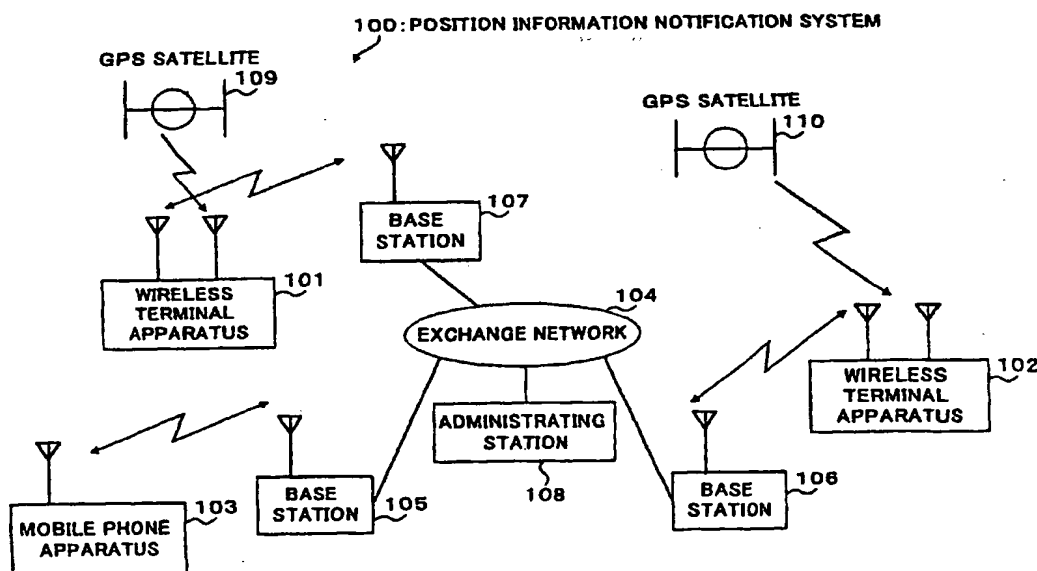 100: POSITION INFORMATION NOTIFICATION SYSTEM
GPS SATELLITE
109
GPS SATELLITE
110
BASE
STATION
107
WIRELESS
TERMINAL
APPARATUS
101
104
EXCHANGE NETWORK
WIRELESS
TERMINAL
APPARATUS
102
ADMINISTRATING
STATION
108
MOBILE PHONE
APPARATUS
103
BASE
STATION
105
BASE
STATION
106